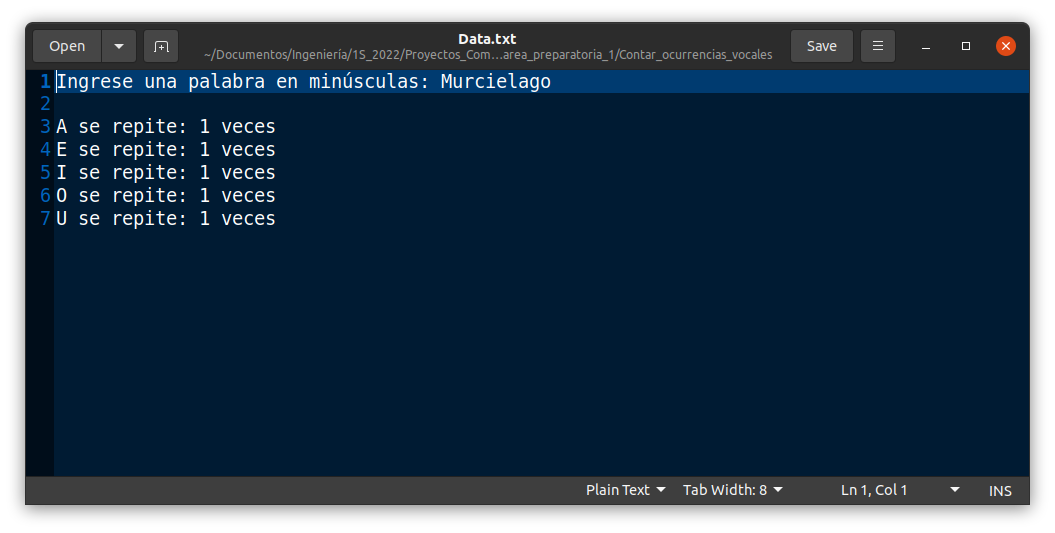 Open
Data.txt
~/Documentos/Ingeniería/1S_2022/Proyectos_Com…area_preparatoria_1/Contar_ocurrencias_vocales
Save
1 Ingrese una palabra en minúsculas: Murcielago
2
3 A se repite: 1 veces
4 E se repite: 1 veces
5 I se repite: 1 veces
6 O se repite: 1 veces
7 U se repite: 1 veces
Plain Text Tab Width: 8 Ln 1, Col 1 INS